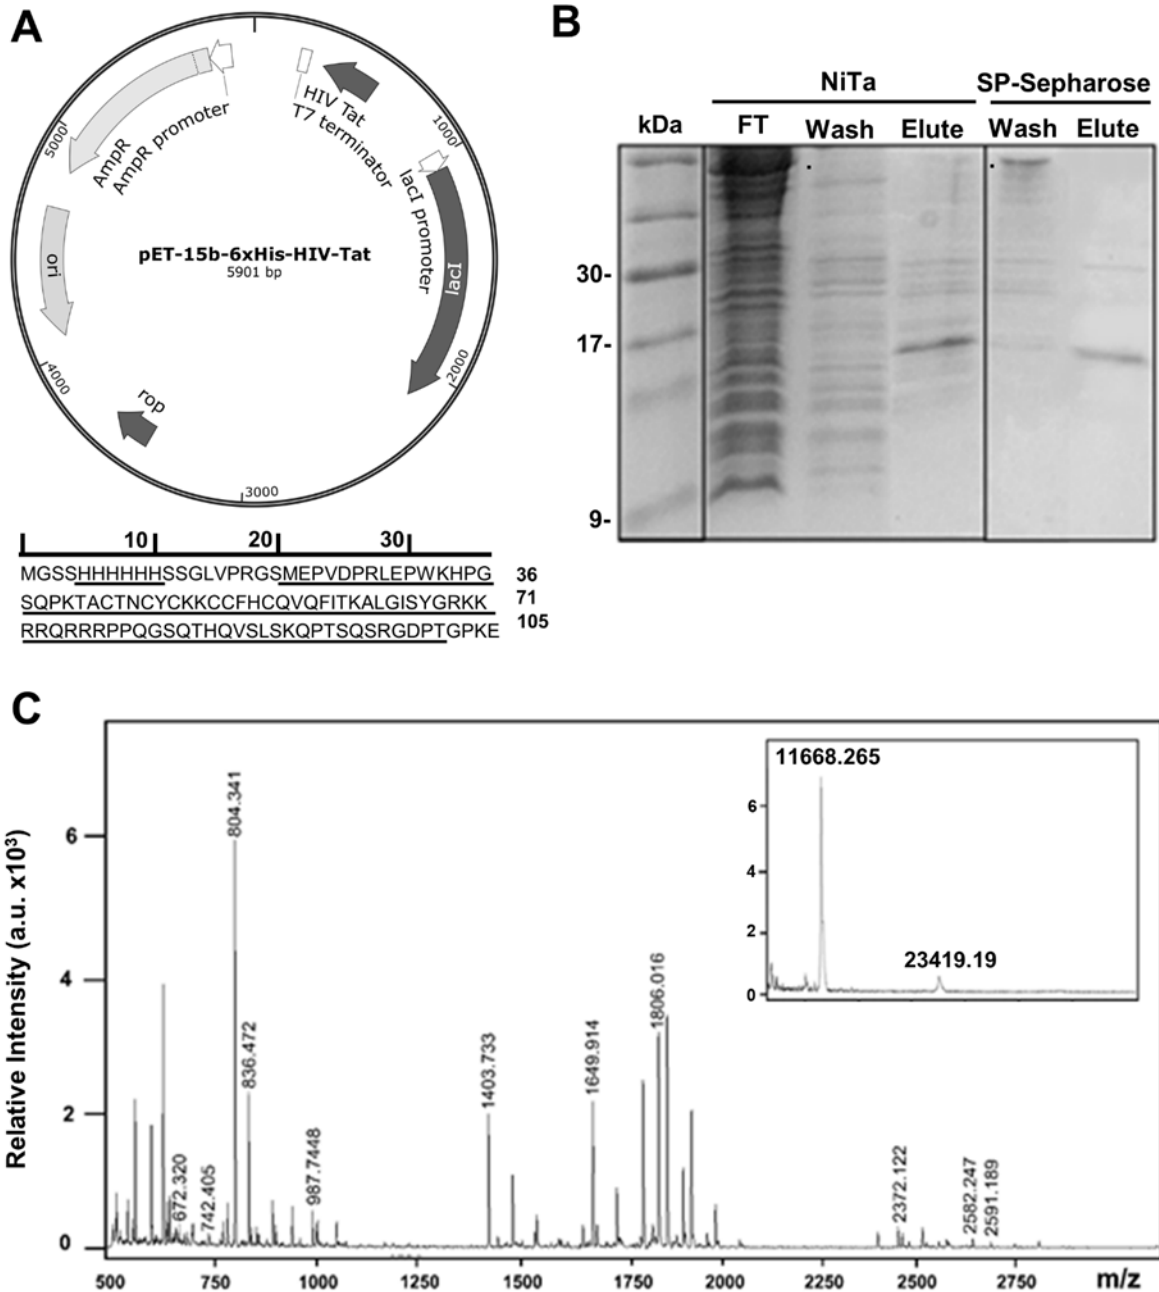 A
HIV Tat
T7 terminator
AmpR
AmpR promoter
lacI promoter
lacI
ori
rop
1000
2000
3000
4000
5000
pET-15b-6xHis-HIV-Tat
5901 bp
10 20 30
MGSSHHHHHHSSGLVPRGSMEPVDPRLEPWKHPG 36
SQPKTACTNCYCKKCCFHCQVQFITKALGISYGRKK 71
RRQRRRPPQGSQTHQVSLSKQPTSQSRGDPTGPKE 105
B
NiTa SP-Sepharose
kDa FT Wash Elute Wash Elute
30-
17-
9-
C
Relative Intensity (a.u. x10³)
6
4
2
0
672.320
742.405
804.341
836.472
987.7448
1403.733
1649.914
1806.016
2372.122
2582.247
2591.189
500 750 1000 1250 1500 1750 2000 2250 2500 2750 m/z
11668.265
23419.19
6
4
2
0